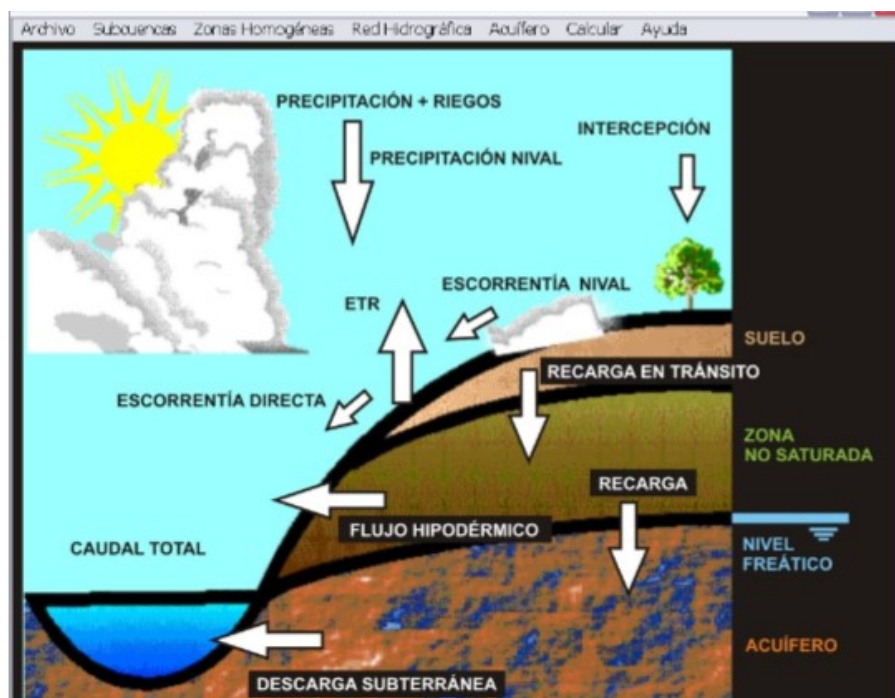 Archivo Subcuencas Zonas Homogéneas Red Hidrográfica Acuífero Calcular Ayuda
PRECIPITACIÓN + RIEGOS
INTERCEPCIÓN
PRECIPITACIÓN NIVAL
ESCORRENTÍA NIVAL
ETR
SUELO
RECARGA EN TRÁNSITO
ESCORRENTÍA DIRECTA
ZONA
NO SATURADA
RECARGA
FLUJO HIPODÉRMICO
CAUDAL TOTAL
NIVEL
FREÁTICO
ACUÍFERO
DESCARGA SUBTERRÁNEA